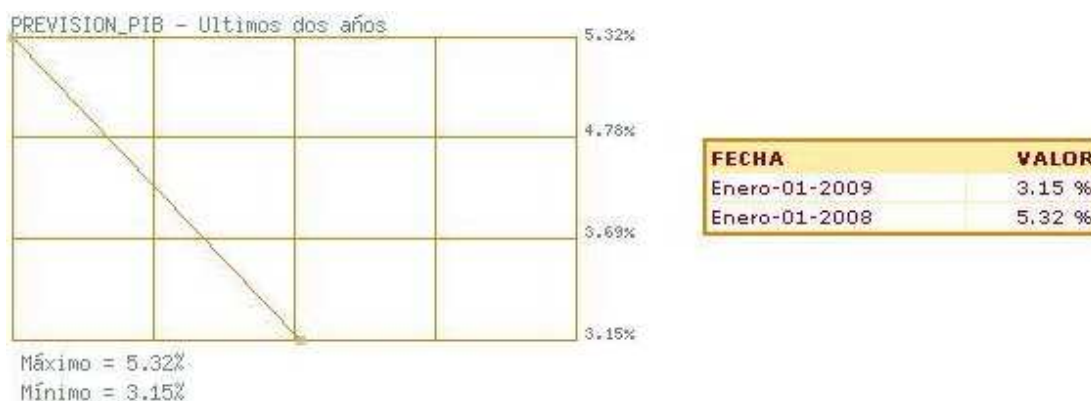 PREVISION_PIB - Ultimos dos años
5.32%
4.78%
3.69%
3.15%
Máximo = 5.32%
Mínimo = 3.15%
FECHA VALOR
Enero-01-2009 3.15 %
Enero-01-2008 5.32 %